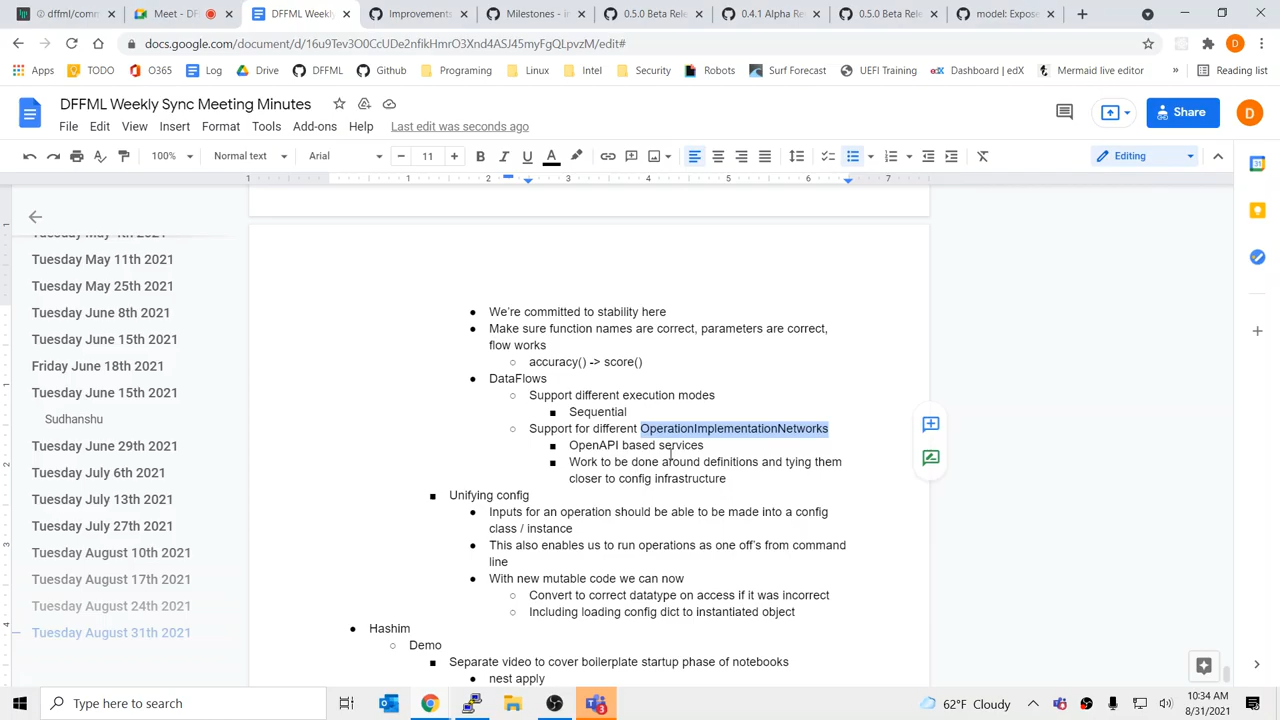 dffml/comm
Meet - DF
DFFML Weekly
Improvements
Milestones - in
0.5.0 Beta Rel
0.4.1 Alpha Re
0.5.0 Beta Rel
model: Expose
docs.google.com/document/d/16u9Tev3O0CcUDe2nfikHmrO3Xnd4ASJ45myFgQLpvzM/edit#
Apps TODO O365 Log Drive DFFML Github Programing Linux Intel Security Robots Surf Forecast UEFI Training Dashboard | edX Mermaid live editor » Reading list
DFFML Weekly Sync Meeting Minutes
Share
D
File Edit View Insert Format Tools Add-ons Help Last edit was seconds ago
100% Normal text Arial 11 Editing
1 1 2 3 4 5 6 7
Tuesday May 11th 2021
Tuesday May 25th 2021
Tuesday June 8th 2021
Tuesday June 15th 2021
Friday June 18th 2021
Tuesday June 15th 2021
Sudhanshu
Tuesday June 29th 2021
Tuesday July 6th 2021
Tuesday July 13th 2021
Tuesday July 27th 2021
Tuesday August 10th 2021
Tuesday August 17th 2021
Tuesday August 24th 2021
Tuesday August 31th 2021
● We're committed to stability here
● Make sure function names are correct, parameters are correct,
flow works
○ accuracy() -> score()
● DataFlows
○ Support different execution modes
■ Sequential
○ Support for different OperationImplementationNetworks
■ OpenAPI based services
■ Work to be done around definitions and tying them
closer to config infrastructure
■ Unifying config
● Inputs for an operation should be able to be made into a config
class / instance
● This also enables us to run operations as one off's from command
line
● With new mutable code we can now
○ Convert to correct datatype on access if it was incorrect
○ Including loading config dict to instantiated object
● Hashim
○ Demo
■ Separate video to cover boilerplate startup phase of notebooks
● nest apply
Type here to search
62°F Cloudy
10:34 AM
8/31/2021